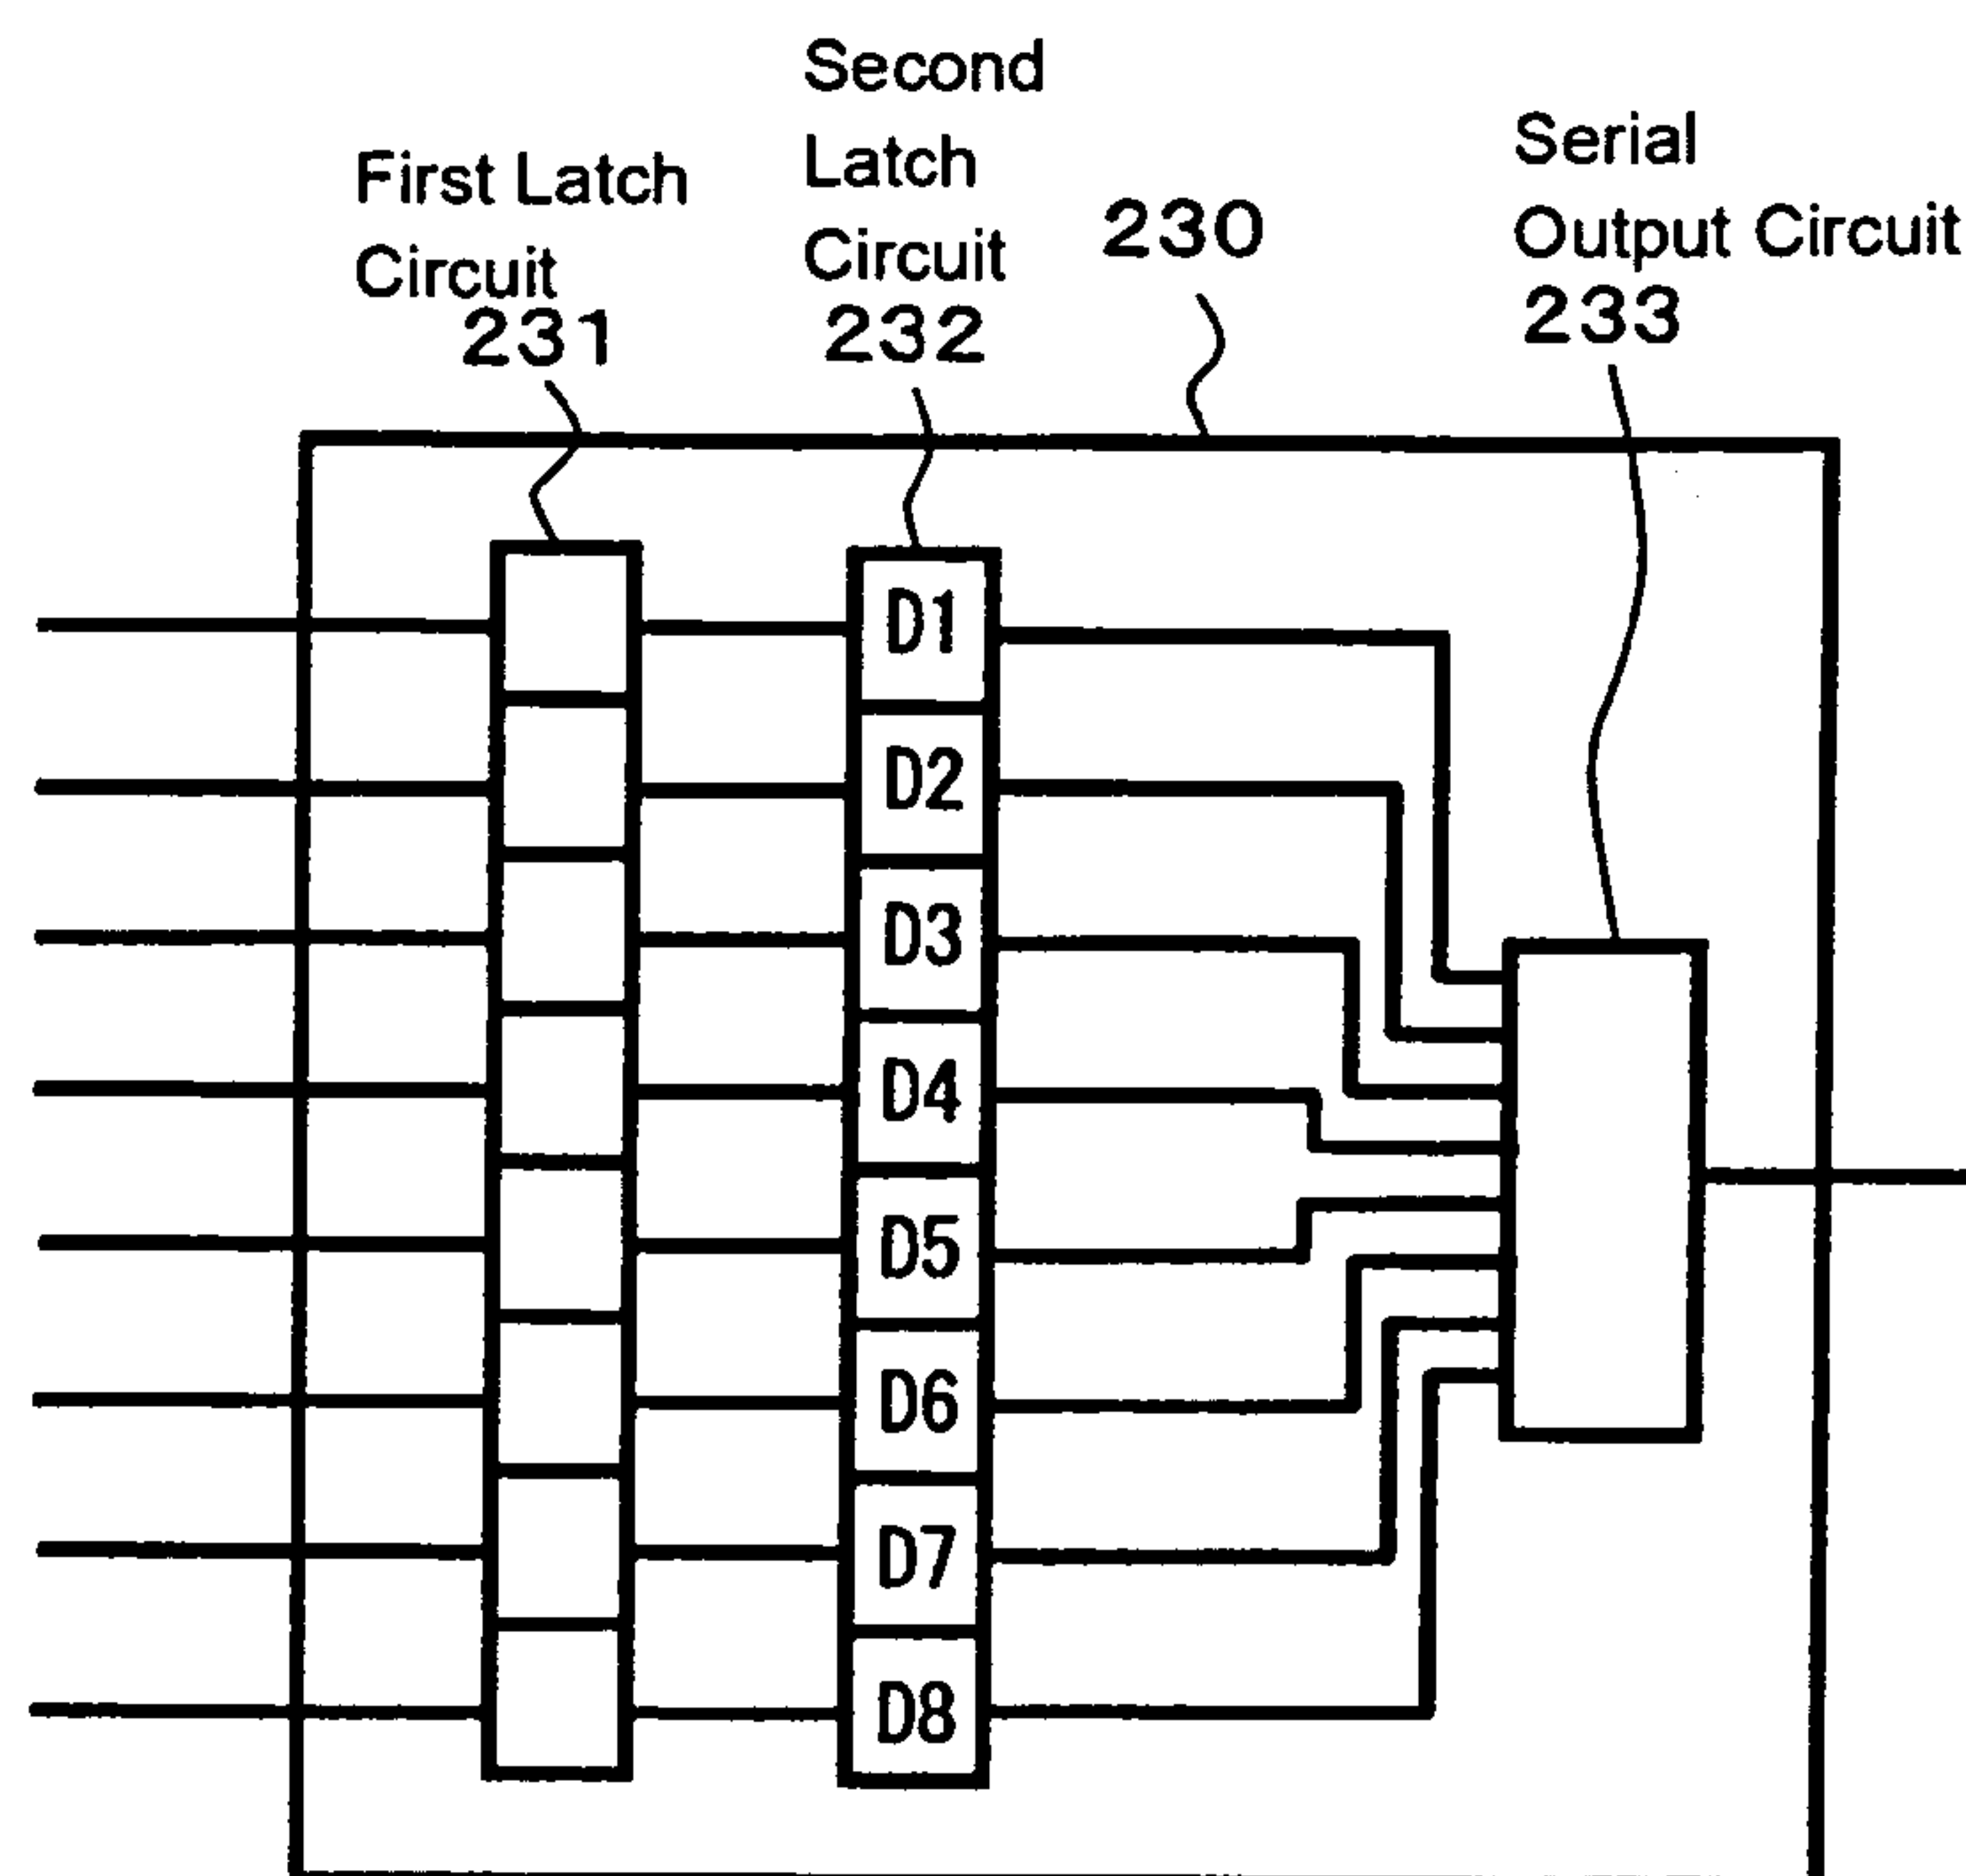 First Latch
Circuit
231
Second
Latch
Circuit
232
230
Serial
Output Circuit
233
D1
D2
D3
D4
D5
D6
D7
D8